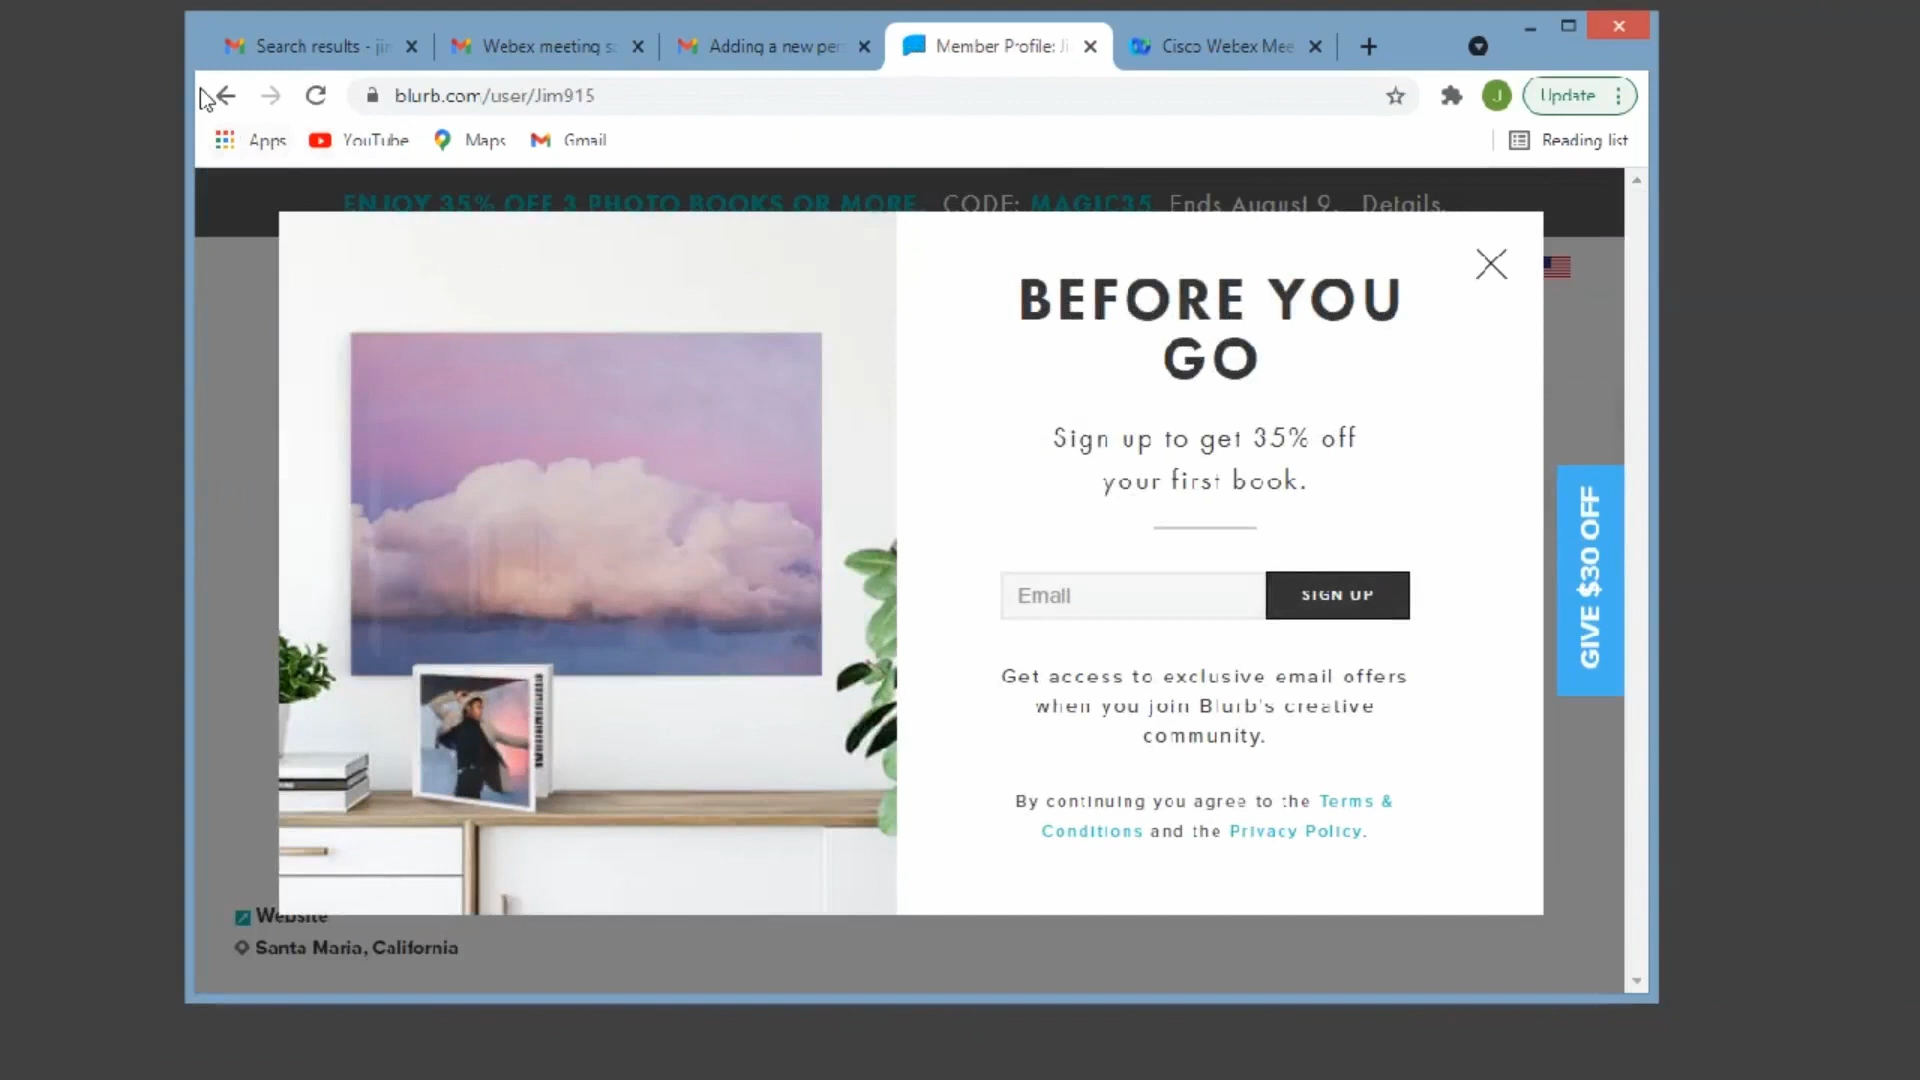 Search results - jin
Webex meeting s
Adding a new per
Member Profile: Ji
Cisco Webex Mee
blurb.com/user/Jim915
J
Update
Apps
YouTube
Maps
Gmail
Reading list
ENJOY 35% OFF 3 PHOTO BOOKS OR MORE. CODE: MAGIC35 Ends August 9. Details.
BEFORE YOU
GO
Sign up to get 35% off
your first book.
Email
SIGN UP
GIVE $30 OFF
Get access to exclusive email offers
when you join Blurb's creative
community.
By continuing you agree to the Terms &
Conditions and the Privacy Policy.
Website
Santa Maria, California